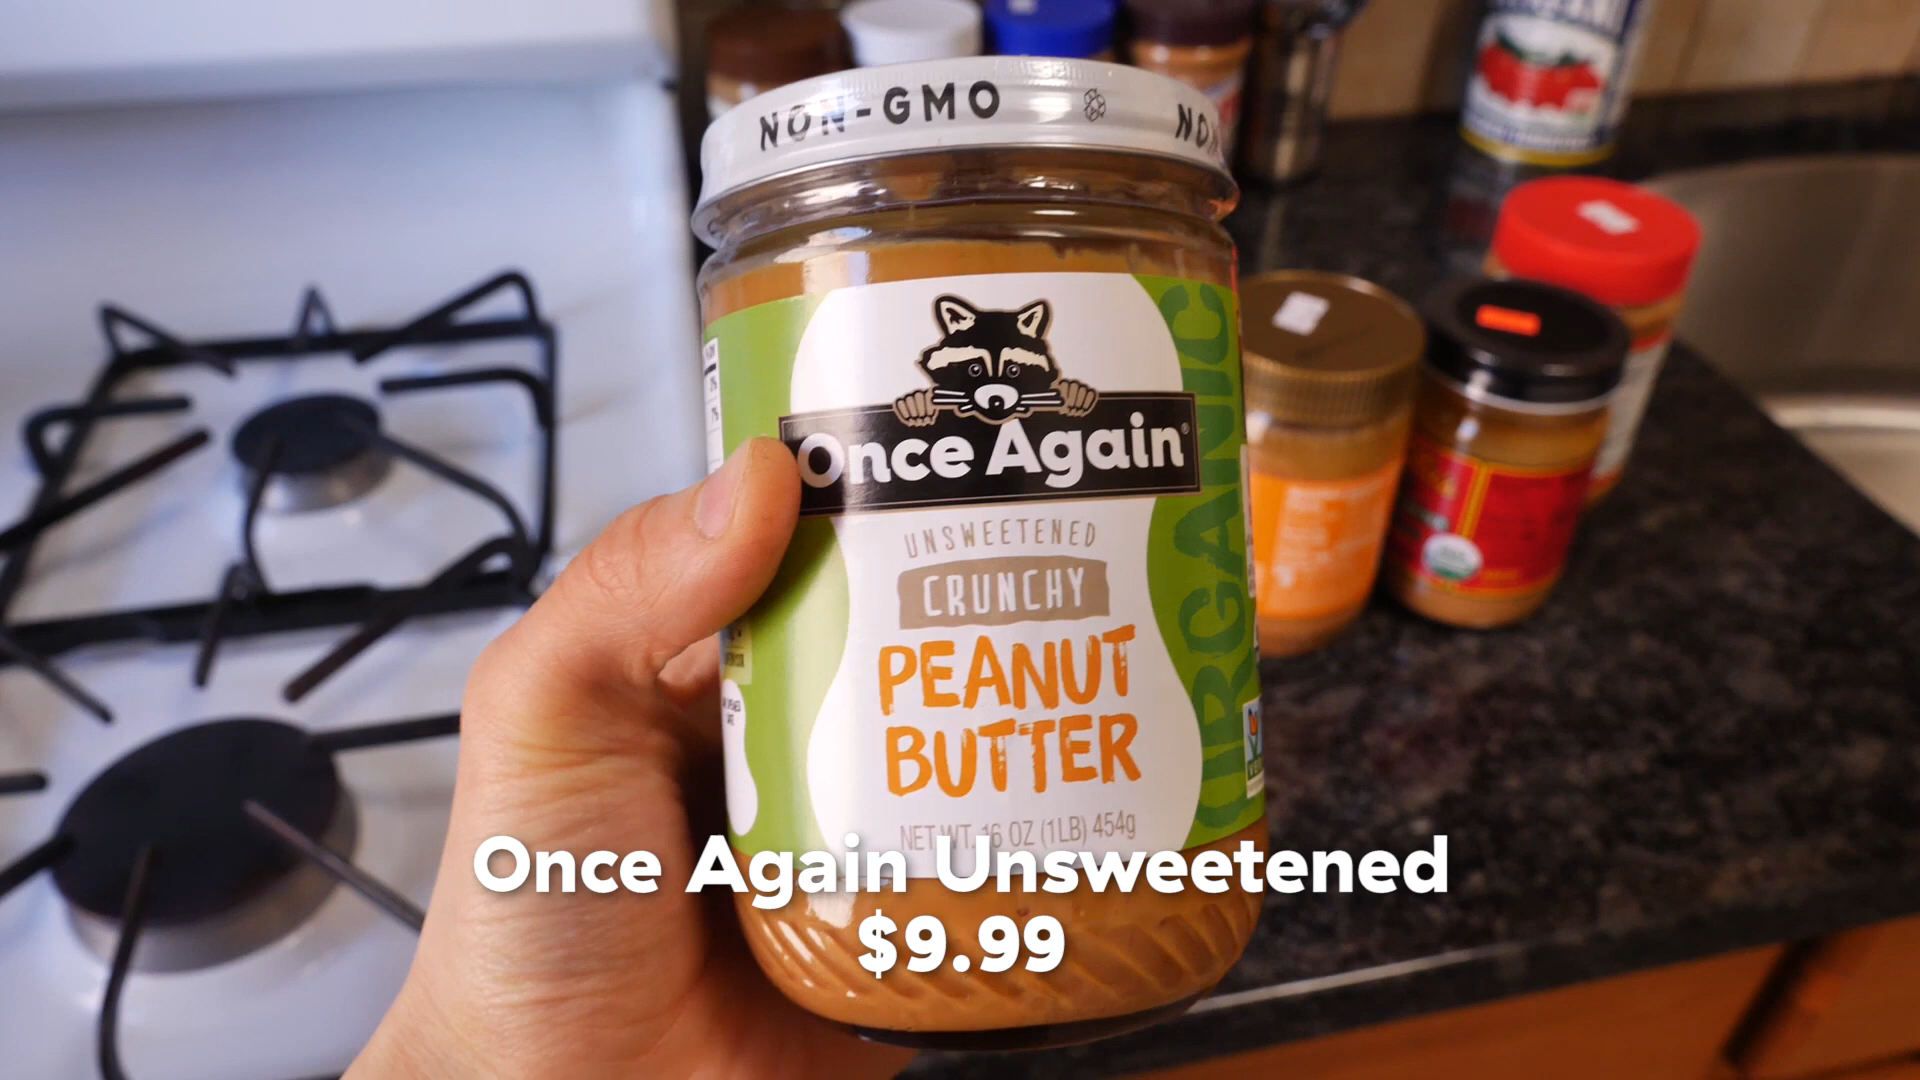 NON-GMO
ORGANIC
Once Again®
UNSWEETENED
CRUNCHY
PEANUT
BUTTER
NET WT. 16 OZ (1LB) 454g
Once Again Unsweetened
$9.99